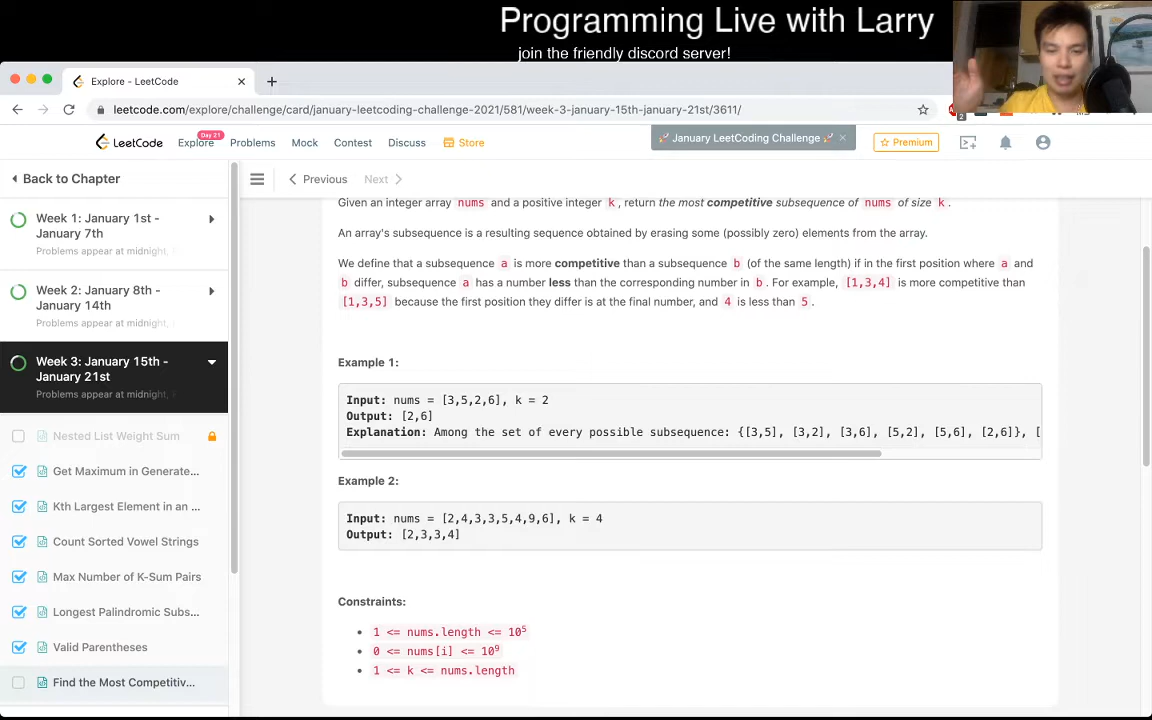 Programming Live with Larry
join the friendly discord server!
Explore - LeetCode
leetcode.com/explore/challenge/card/january-leetcoding-challenge-2021/581/week-3-january-15th-january-21st/3611/
2
LeetCode
Explore
Day 21
Problems
Mock
Contest
Discuss
Store
🚀 January LeetCoding Challenge 🚀
Premium
Back to Chapter
Previous
Next
Week 1: January 1st -
January 7th
Problems appear at midnight,
Week 2: January 8th -
January 14th
Problems appear at midnight,
Week 3: January 15th -
January 21st
Problems appear at midnight,
Nested List Weight Sum
Get Maximum in Generate...
Kth Largest Element in an ...
Count Sorted Vowel Strings
Max Number of K-Sum Pairs
Longest Palindromic Subs...
Valid Parentheses
Find the Most Competitiv...
Given an integer array nums and a positive integer k, return the most competitive subsequence of nums of size k.
An array's subsequence is a resulting sequence obtained by erasing some (possibly zero) elements from the array.
We define that a subsequence a is more competitive than a subsequence b (of the same length) if in the first position where a and
b differ, subsequence a has a number less than the corresponding number in b. For example, [1,3,4] is more competitive than
[1,3,5] because the first position they differ is at the final number, and 4 is less than 5.
Example 1:
Input: nums = [3,5,2,6], k = 2
Output: [2,6]
Explanation: Among the set of every possible subsequence: {[3,5], [3,2], [3,6], [5,2], [5,6], [2,6]}, [
Example 2:
Input: nums = [2,4,3,3,5,4,9,6], k = 4
Output: [2,3,3,4]
Constraints:
1 <= nums.length <= 10⁵
0 <= nums[i] <= 10⁹
1 <= k <= nums.length